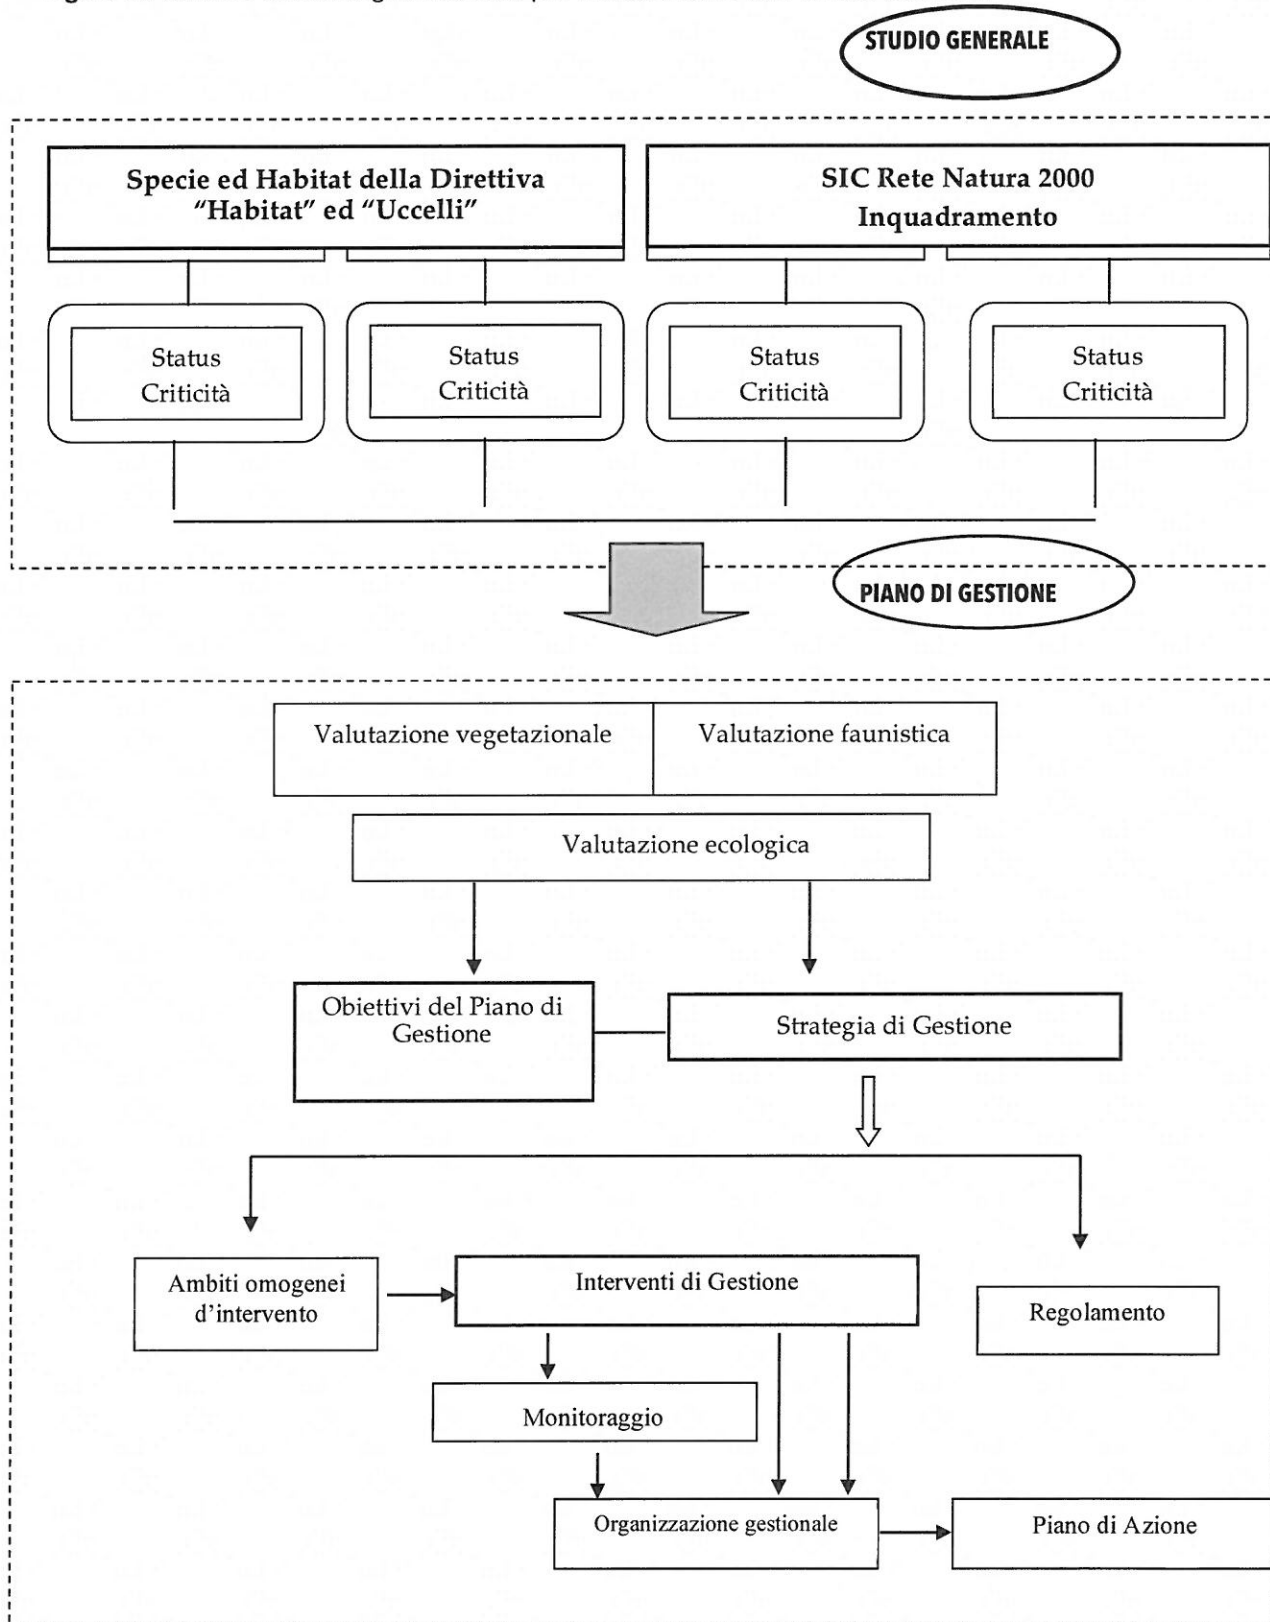 STUDIO GENERALE
Specie ed Habitat della Direttiva
"Habitat" ed "Uccelli"
SIC Rete Natura 2000
Inquadramento
Status
Criticità
Status
Criticità
Status
Criticità
Status
Criticità
PIANO DI GESTIONE
Valutazione vegetazionale
Valutazione faunistica
Valutazione ecologica
Obiettivi del Piano di
Gestione
Strategia di Gestione
Ambiti omogenei
d'intervento
Interventi di Gestione
Regolamento
Monitoraggio
Organizzazione gestionale
Piano di Azione